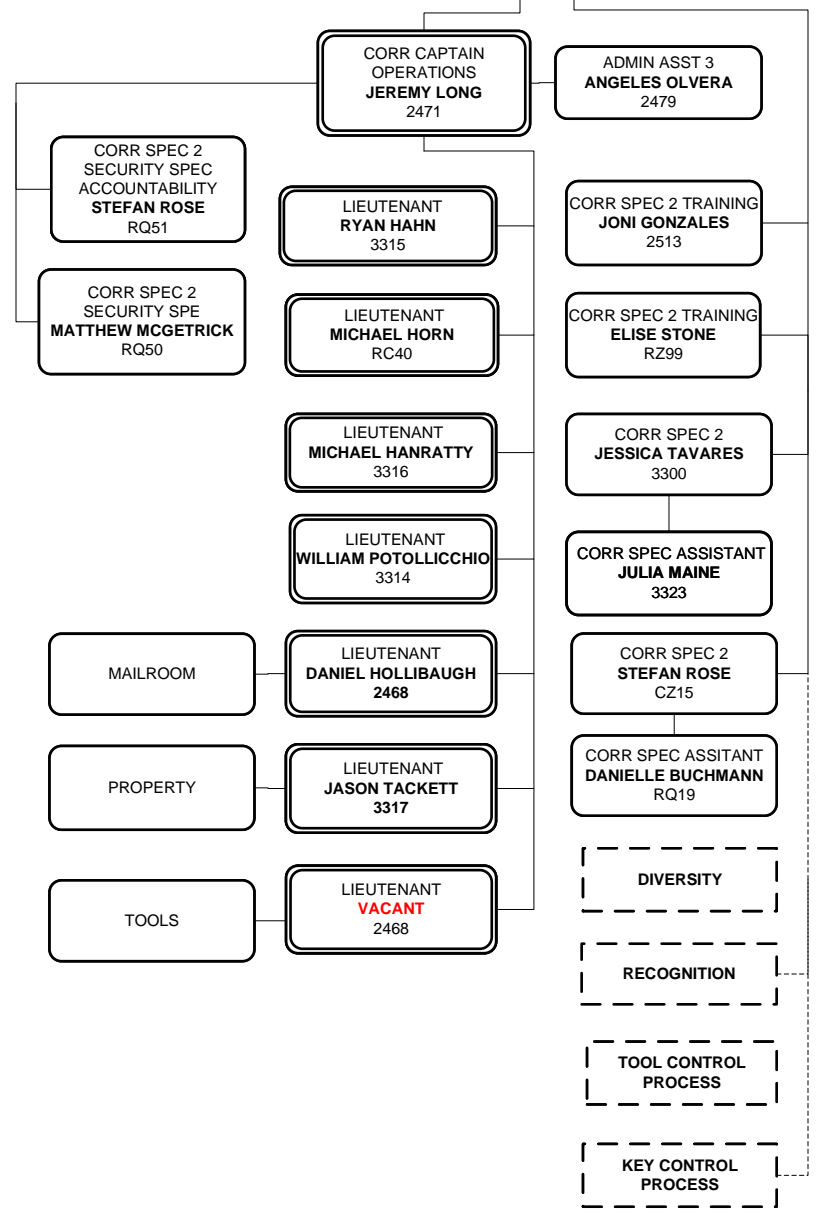 CORR CAPTAIN
OPERATIONS
JEREMY LONG
2471
ADMIN ASST 3
ANGELES OLVERA
2479
CORR SPEC 2
SECURITY SPEC
ACCOUNTABILITY
STEFAN ROSE
RQ51
CORR SPEC 2
SECURITY SPE
MATTHEW MCGETRICK
RQ50
LIEUTENANT
RYAN HAHN
3315
LIEUTENANT
MICHAEL HORN
RC40
LIEUTENANT
MICHAEL HANRATTY
3316
LIEUTENANT
WILLIAM POTOLLICCHIO
3314
MAILROOM
LIEUTENANT
DANIEL HOLLIBAUGH
2468
PROPERTY
LIEUTENANT
JASON TACKETT
3317
TOOLS
LIEUTENANT
VACANT
2468
CORR SPEC 2 TRAINING
JONI GONZALES
2513
CORR SPEC 2 TRAINING
ELISE STONE
RZ99
CORR SPEC 2
JESSICA TAVARES
3300
CORR SPEC ASSISTANT
JULIA MAINE
3323
CORR SPEC 2
STEFAN ROSE
CZ15
CORR SPEC ASSITANT
DANIELLE BUCHMANN
RQ19
DIVERSITY
RECOGNITION
TOOL CONTROL
PROCESS
KEY CONTROL
PROCESS